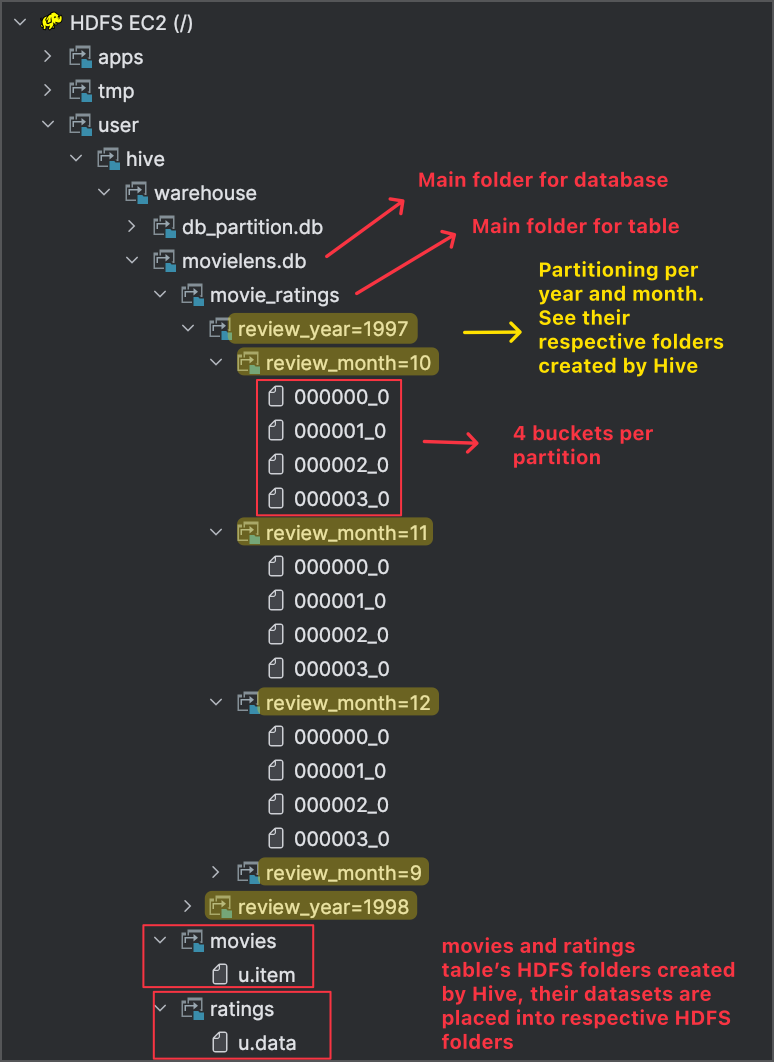 HDFS EC2 (/)
apps
tmp
user
hive
warehouse
db_partition.db
movielens.db
movie_ratings
review_year=1997
review_month=10
000000_0
000001_0
000002_0
000003_0
review_month=11
000000_0
000001_0
000002_0
000003_0
review_month=12
000000_0
000001_0
000002_0
000003_0
review_month=9
review_year=1998
movies
u.item
ratings
u.data
Main folder for database
Main folder for table
Partitioning per
year and month.
See their
respective folders
created by Hive
4 buckets per
partition
movies and ratings
table’s HDFS folders created
by Hive, their datasets are
placed into respective HDFS
folders